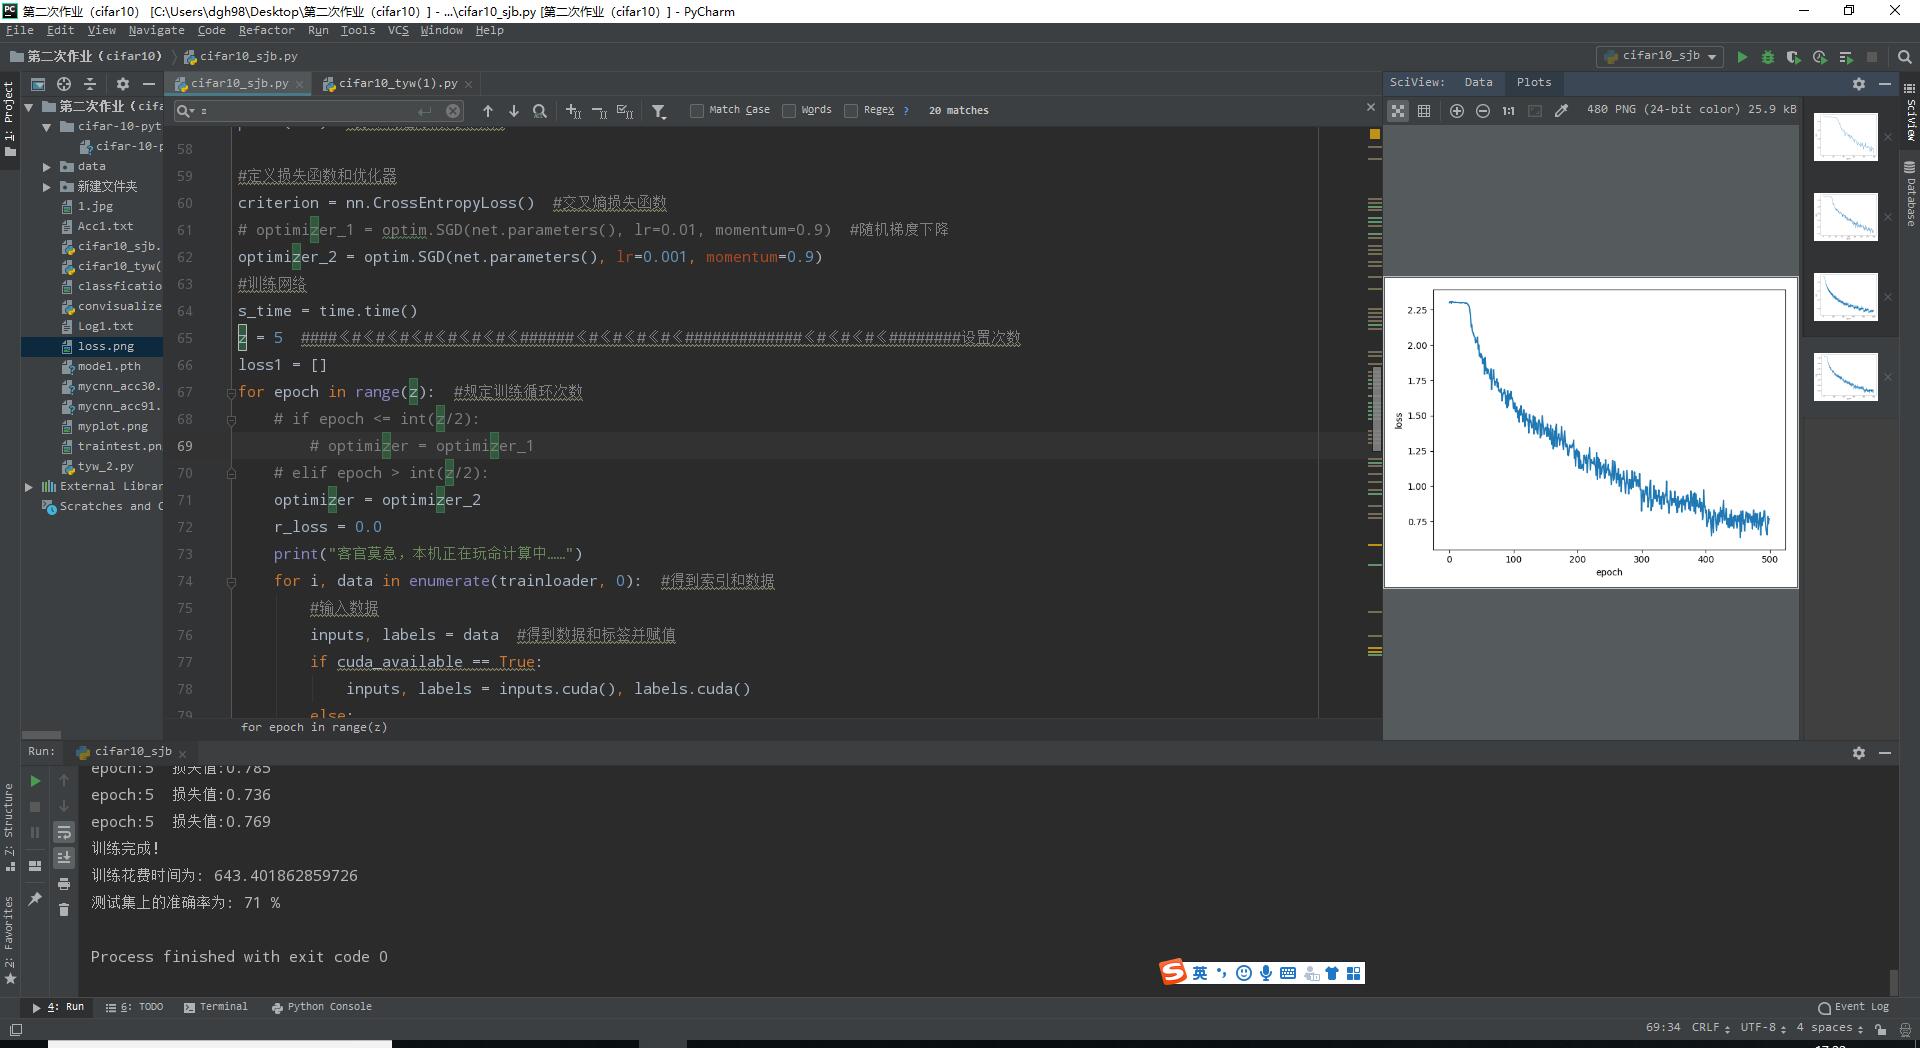 第二次作业（cifar10） [C:\Users\dgh98\Desktop\第二次作业（cifar10）] - ...\cifar10_sjb.py [第二次作业（cifar10）] - PyCharm
File Edit View Navigate Code Refactor Run Tools VCS Window Help
第二次作业（cifar10） cifar10_sjb.py
cifar10_sjb
cifar10_sjb.py cifar10_tyw(1).py
SciView: Data Plots
z Match Case Words Regex ? 20 matches
1:1 480 PNG (24-bit color) 25.9 kB
1: Project
第二次作业（cifa
cifar-10-pyt
cifar-10-p
data
新建文件夹
1.jpg
Acc1.txt
cifar10_sjb.
cifar10_tyw(
classficatio
convisualize
Log1.txt
loss.png
model.pth
mycnn_acc30.
mycnn_acc91.
myplot.png
traintest.pn
tyw_2.py
External Librar
Scratches and C
58
59 #定义损失函数和优化器
60 criterion = nn.CrossEntropyLoss() #交叉熵损失函数
61 # optimizer_1 = optim.SGD(net.parameters(), lr=0.01, momentum=0.9) #随机梯度下降
62 optimizer_2 = optim.SGD(net.parameters(), lr=0.001, momentum=0.9)
63 #训练网络
64 s_time = time.time()
65 z = 5 ####《#《#《#《#《#《#《#《######《#《#《#《#《#############《#《#《#《########设置次数
66 loss1 = []
67 for epoch in range(z): #规定训练循环次数
68 # if epoch <= int(z/2):
69 # optimizer = optimizer_1
70 # elif epoch > int(z/2):
71 optimizer = optimizer_2
72 r_loss = 0.0
73 print("客官莫急，本机正在玩命计算中……")
74 for i, data in enumerate(trainloader, 0): #得到索引和数据
75 #输入数据
76 inputs, labels = data #得到数据和标签并赋值
77 if cuda_available == True:
78 inputs, labels = inputs.cuda(), labels.cuda()
79 else:
for epoch in range(z)
2.25
2.00
1.75
1.50
1.25
1.00
0.75
loss
0 100 200 300 400 500
epoch
SciView
Database
Run: cifar10_sjb
epoch:5 损失值:0.785
epoch:5 损失值:0.736
epoch:5 损失值:0.769
训练完成!
训练花费时间为: 643.401862859726
测试集上的准确率为: 71 %
Process finished with exit code 0
Z: Structure
2: Favorites
S 英
4: Run 6: TODO Terminal Python Console Event Log
69:34 CRLF UTF-8 4 spaces